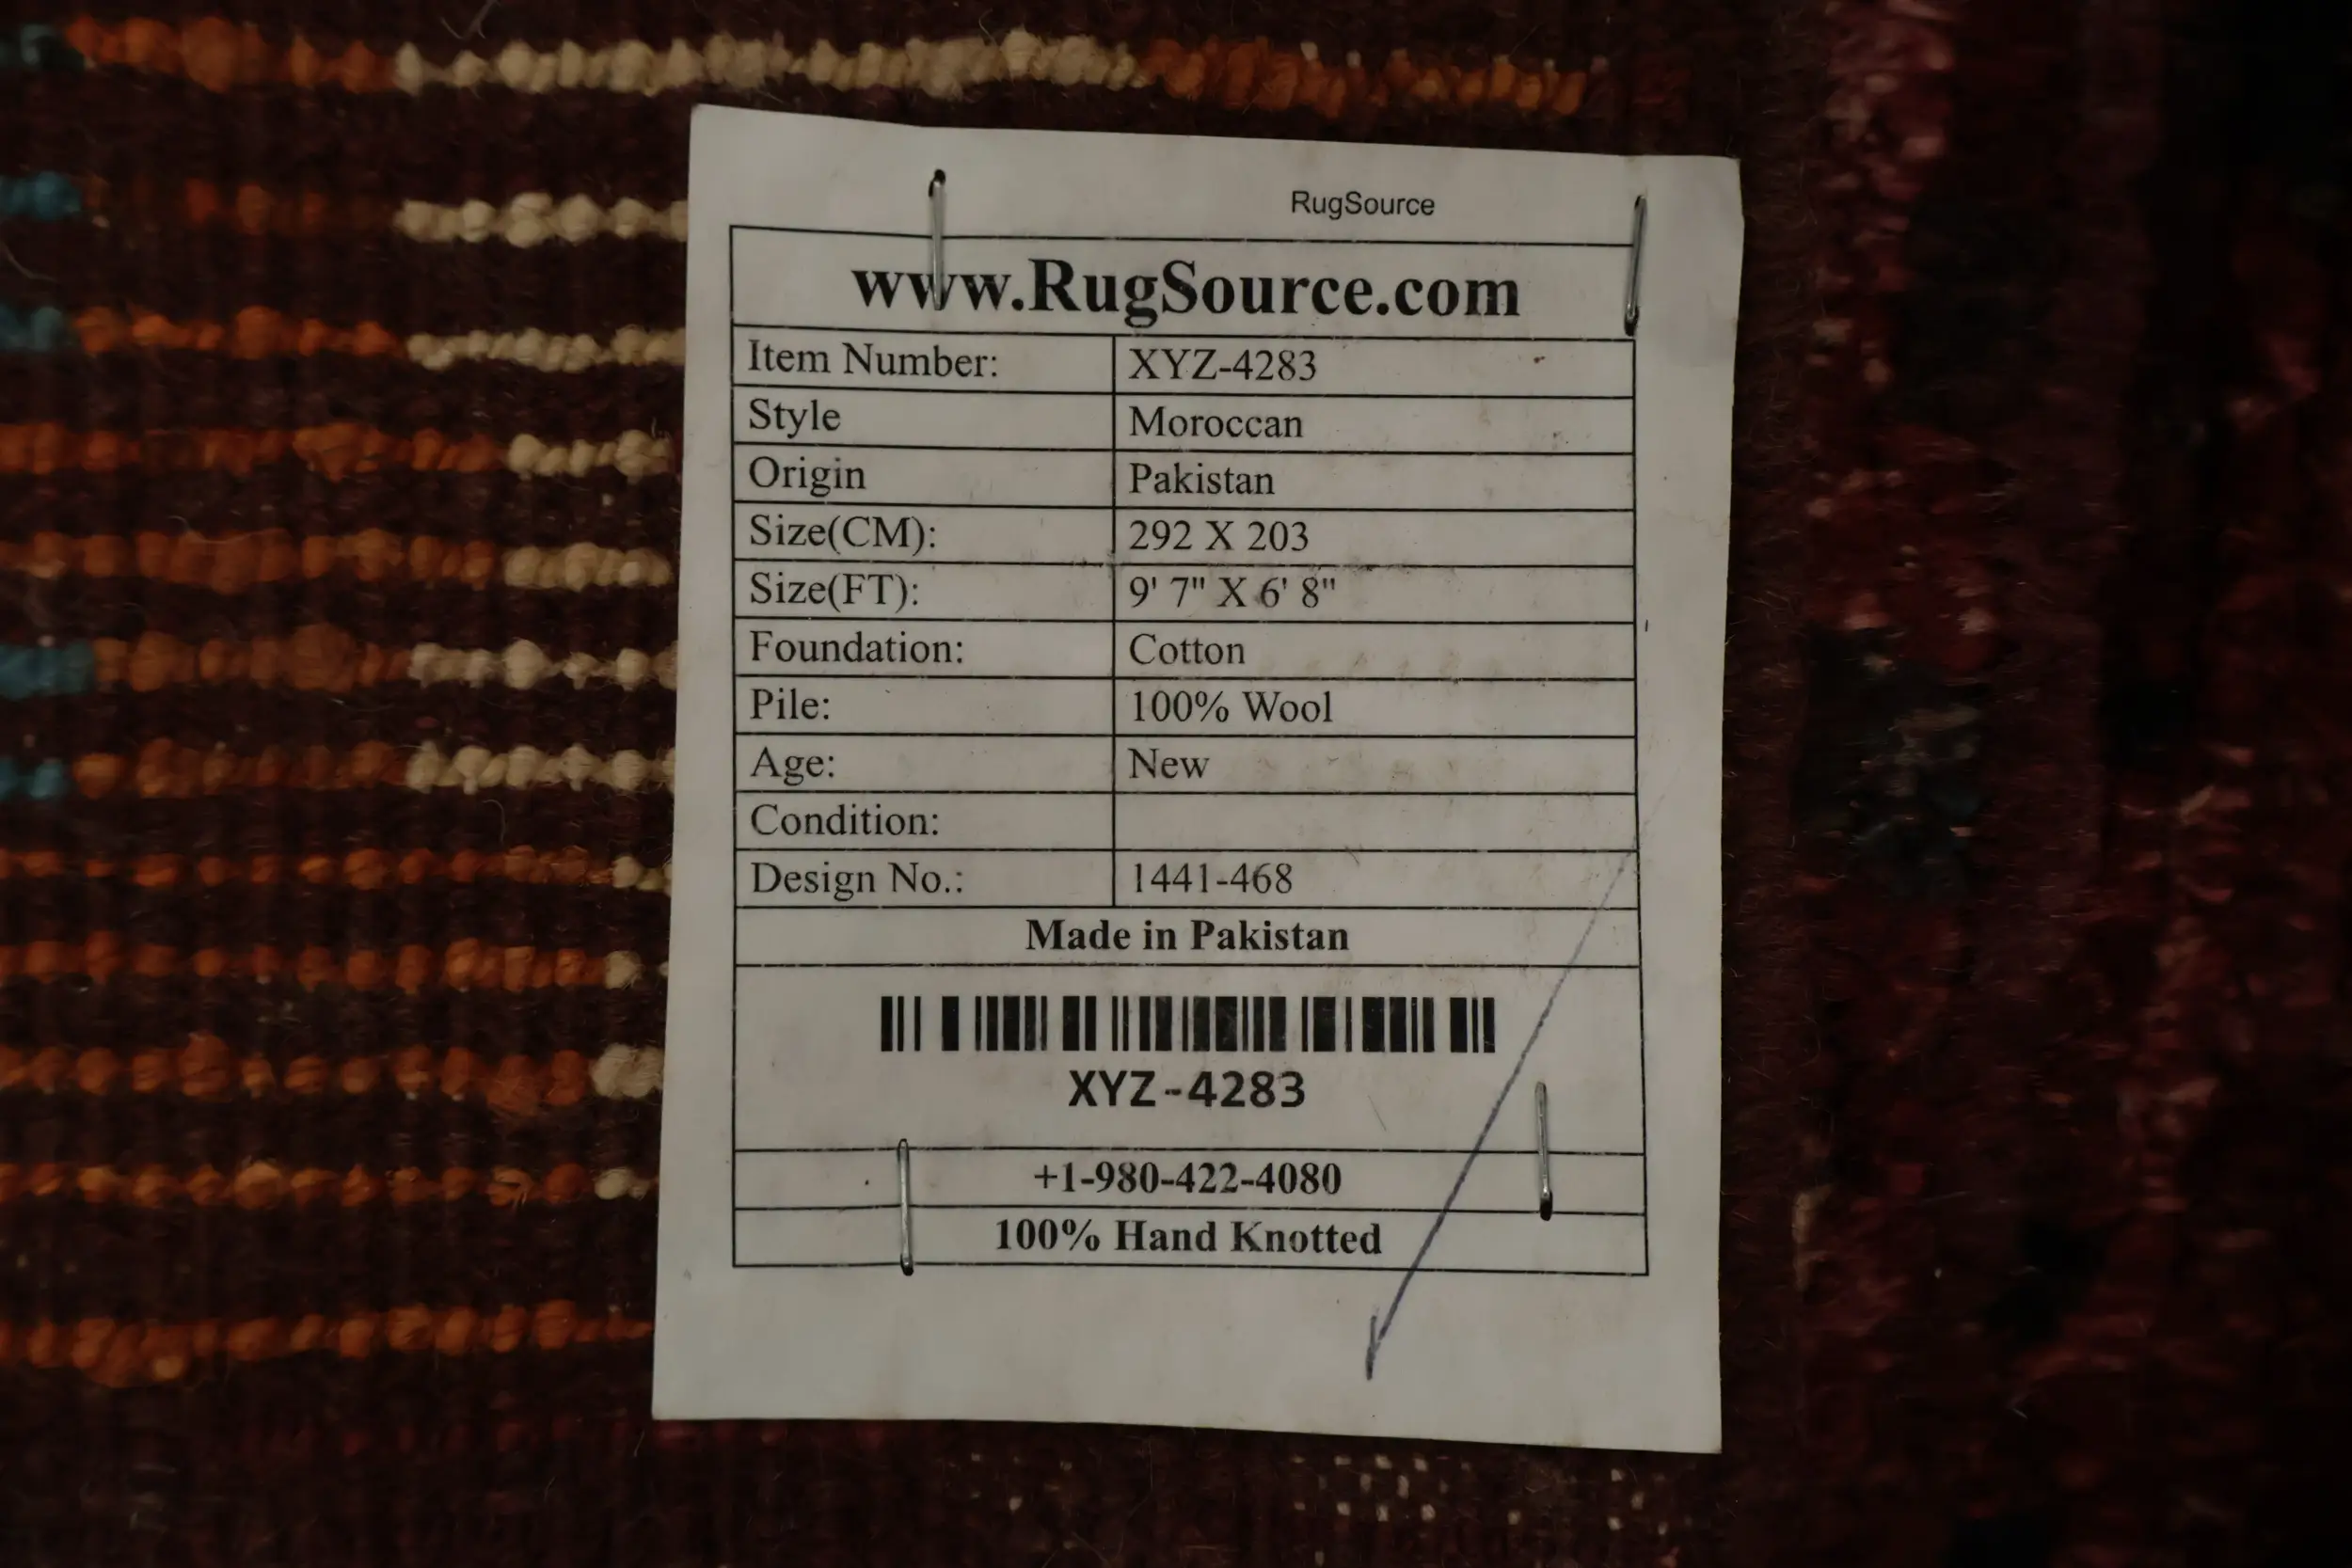 RugSource
www.RugSource.com
Item Number: XYZ-4283
Style Moroccan
Origin Pakistan
Size(CM): 292 X 203
Size(FT): 9' 7" X 6' 8"
Foundation: Cotton
Pile: 100% Wool
Age: New
Condition:
Design No.: 1441-468
Made in Pakistan
XYZ-4283
+1-980-422-4080
100% Hand Knotted